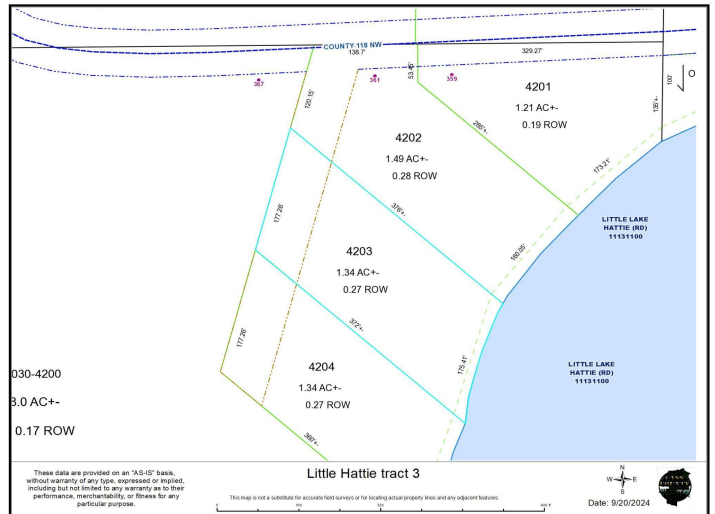 COUNTY 118 NW
138.7'
329.27'
53.45'
100'
O
367
361
359
4201
1.21 AC+-
0.19 ROW
135'+-
129.15'
4202
1.49 AC+-
0.28 ROW
285'+-
173.21'
LITTLE LAKE
HATTIE (RD)
11131100
177.26'
376'+-
160.05'
4203
1.34 AC+-
0.27 ROW
177.26'
372'+-
175.41'
4204
1.34 AC+-
0.27 ROW
LITTLE LAKE
HATTIE (RD)
11131100
030-4200
3.0 AC+-
0.17 ROW
360'+-
These data are provided on an "AS-IS" basis,
without warranty of any type, expressed or implied,
including but not limited to any warranty as to their
performance, merchantability, or fitness for any
particular purpose.
Little Hattie tract 3
This map is not a substitute for accurate field surveys or for locating actual property lines and any adjacent features.
N
W E
S
CASS
COUNTY
Date: 9/20/2024